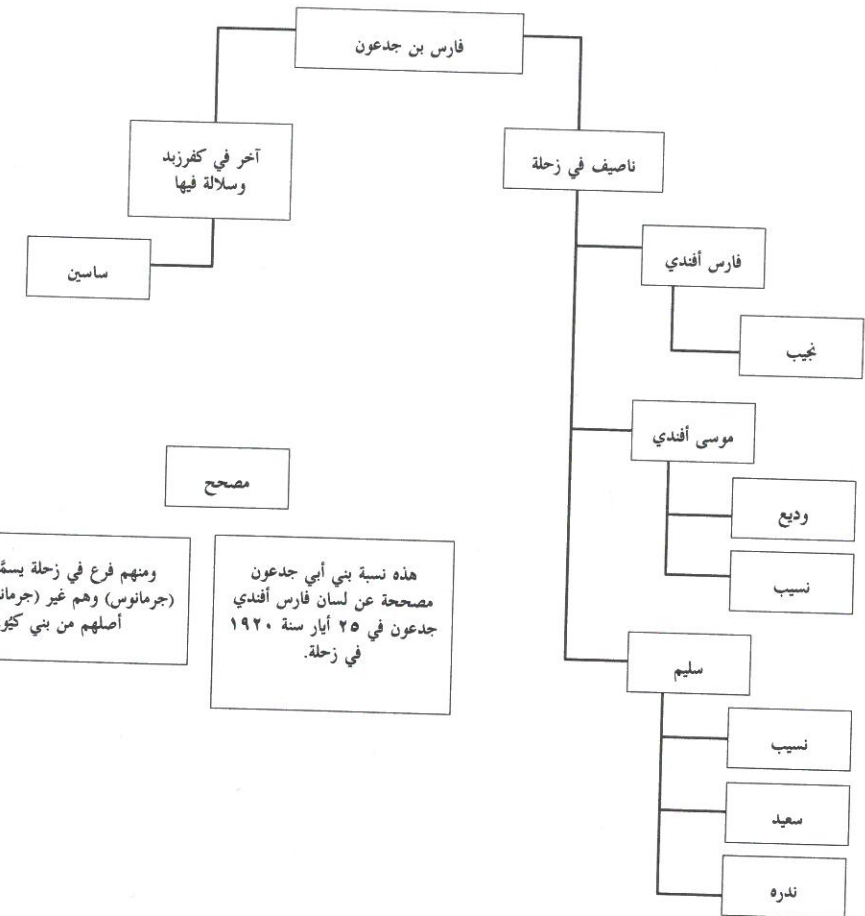 فارس بن جدعون
ناصيف في زحلة
آخر في كفرزبد
وسلالة فيها
فارس أفندي
ساسين
نجيب
موسى أفندي
وديع
نسيب
سليم
نسيب
سعيد
ندره
مصحح
هذه نسبة بني أبي جدعون
مصححة عن لسان فارس أفندي
جدعون في ٢٥ أيار سنة ١٩٢٠
في زحلة.
ومنهم فرع في زحلة
(جرمانوس) وهم غير
أصلهم من بني